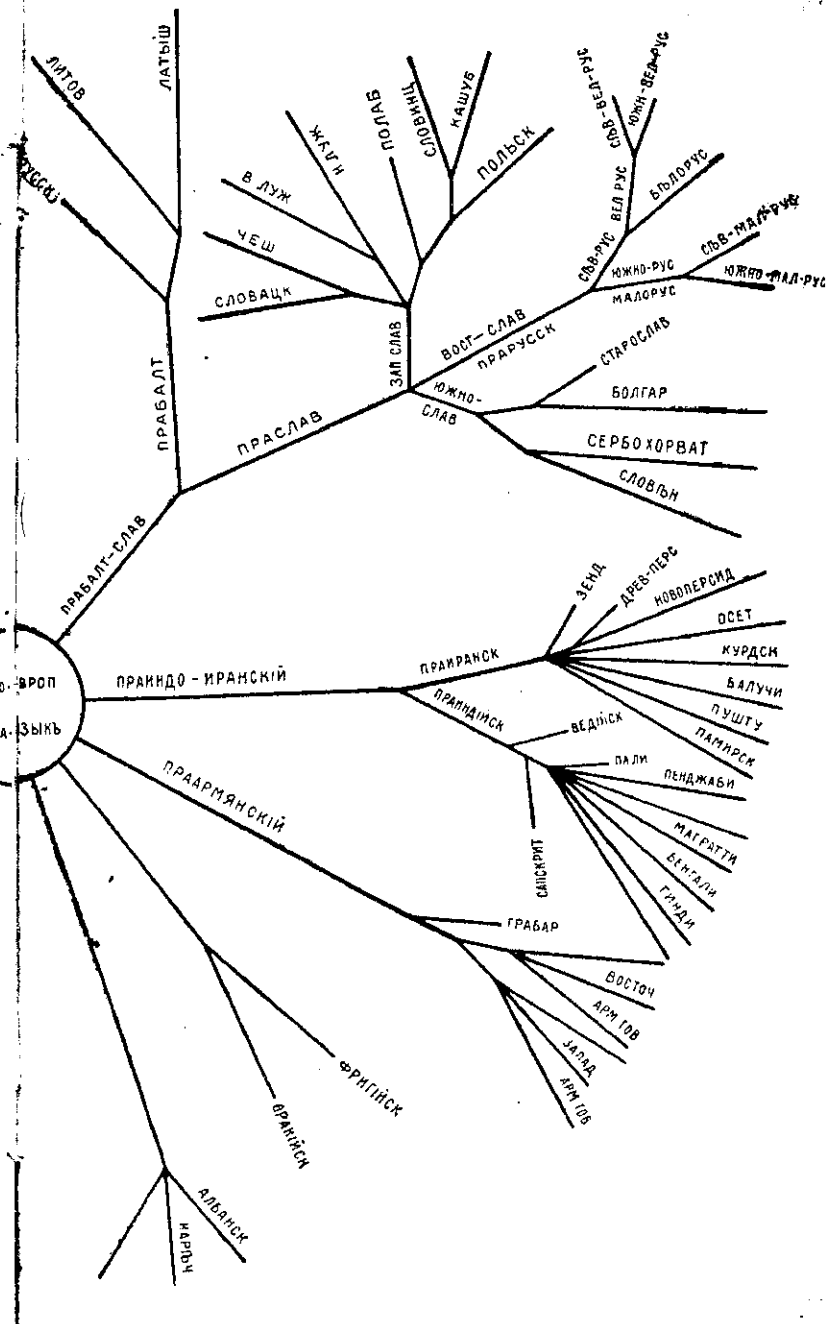 ЛИТОВ
ЛАТЫШ
ПРАБАЛТ
ПРАБАЛТ-СЛАВ
ПРАСЛАВ
ЗАП СЛАВ
СЛОВАЦК
ЧЕШ
В ЛУЖ
Н ЛУЖ
ПОЛАБ
СЛОВИНЦ
КАШУБ
ПОЛЬСК
ВОСТ-СЛАВ
ПРАРУССК
СѢВ-РУС
ВЕЛ РУС
СѢВ-ВЕЛ-РУС
ЮЖН-ВЕЛ-РУС
БѢЛОРУС
ЮЖНО-РУС
МАЛОРУС
СѢВ-МАЛ-РУС
ЮЖНО-МАЛ-РУС
ЮЖНО-
СЛАВ
СТАРОСЛАВ
БОЛГАР
СЕРБОХОРВАТ
СЛОВѢН
ВРОП
ЗЫКЪ
ПРАИНДО-ИРАНСКІЙ
ПРАИРАНСК
ЗЕНД
ДРЕВ-ПЕРС
НОВОПЕРСИД
ОСЕТ
КУРДСК
БАЛУЧИ
ПУШТУ
ПАМИРСК
ПРАИНДІЙСК
ВЕДІЙСК
САНСКРИТ
ПАЛИ
ПЕНДЖАБИ
МАГРАТТИ
БЕНГАЛИ
ГИНДИ
ПРААРМЯНСКІЙ
ГРАБАР
ВОСТОЧ
АРМ ГОВ
ЗАПАД
АРМ ГОВ
ФРИГІЙСК
ѲРАКІЙСК
АЛБАНСК
НАРѢЧ